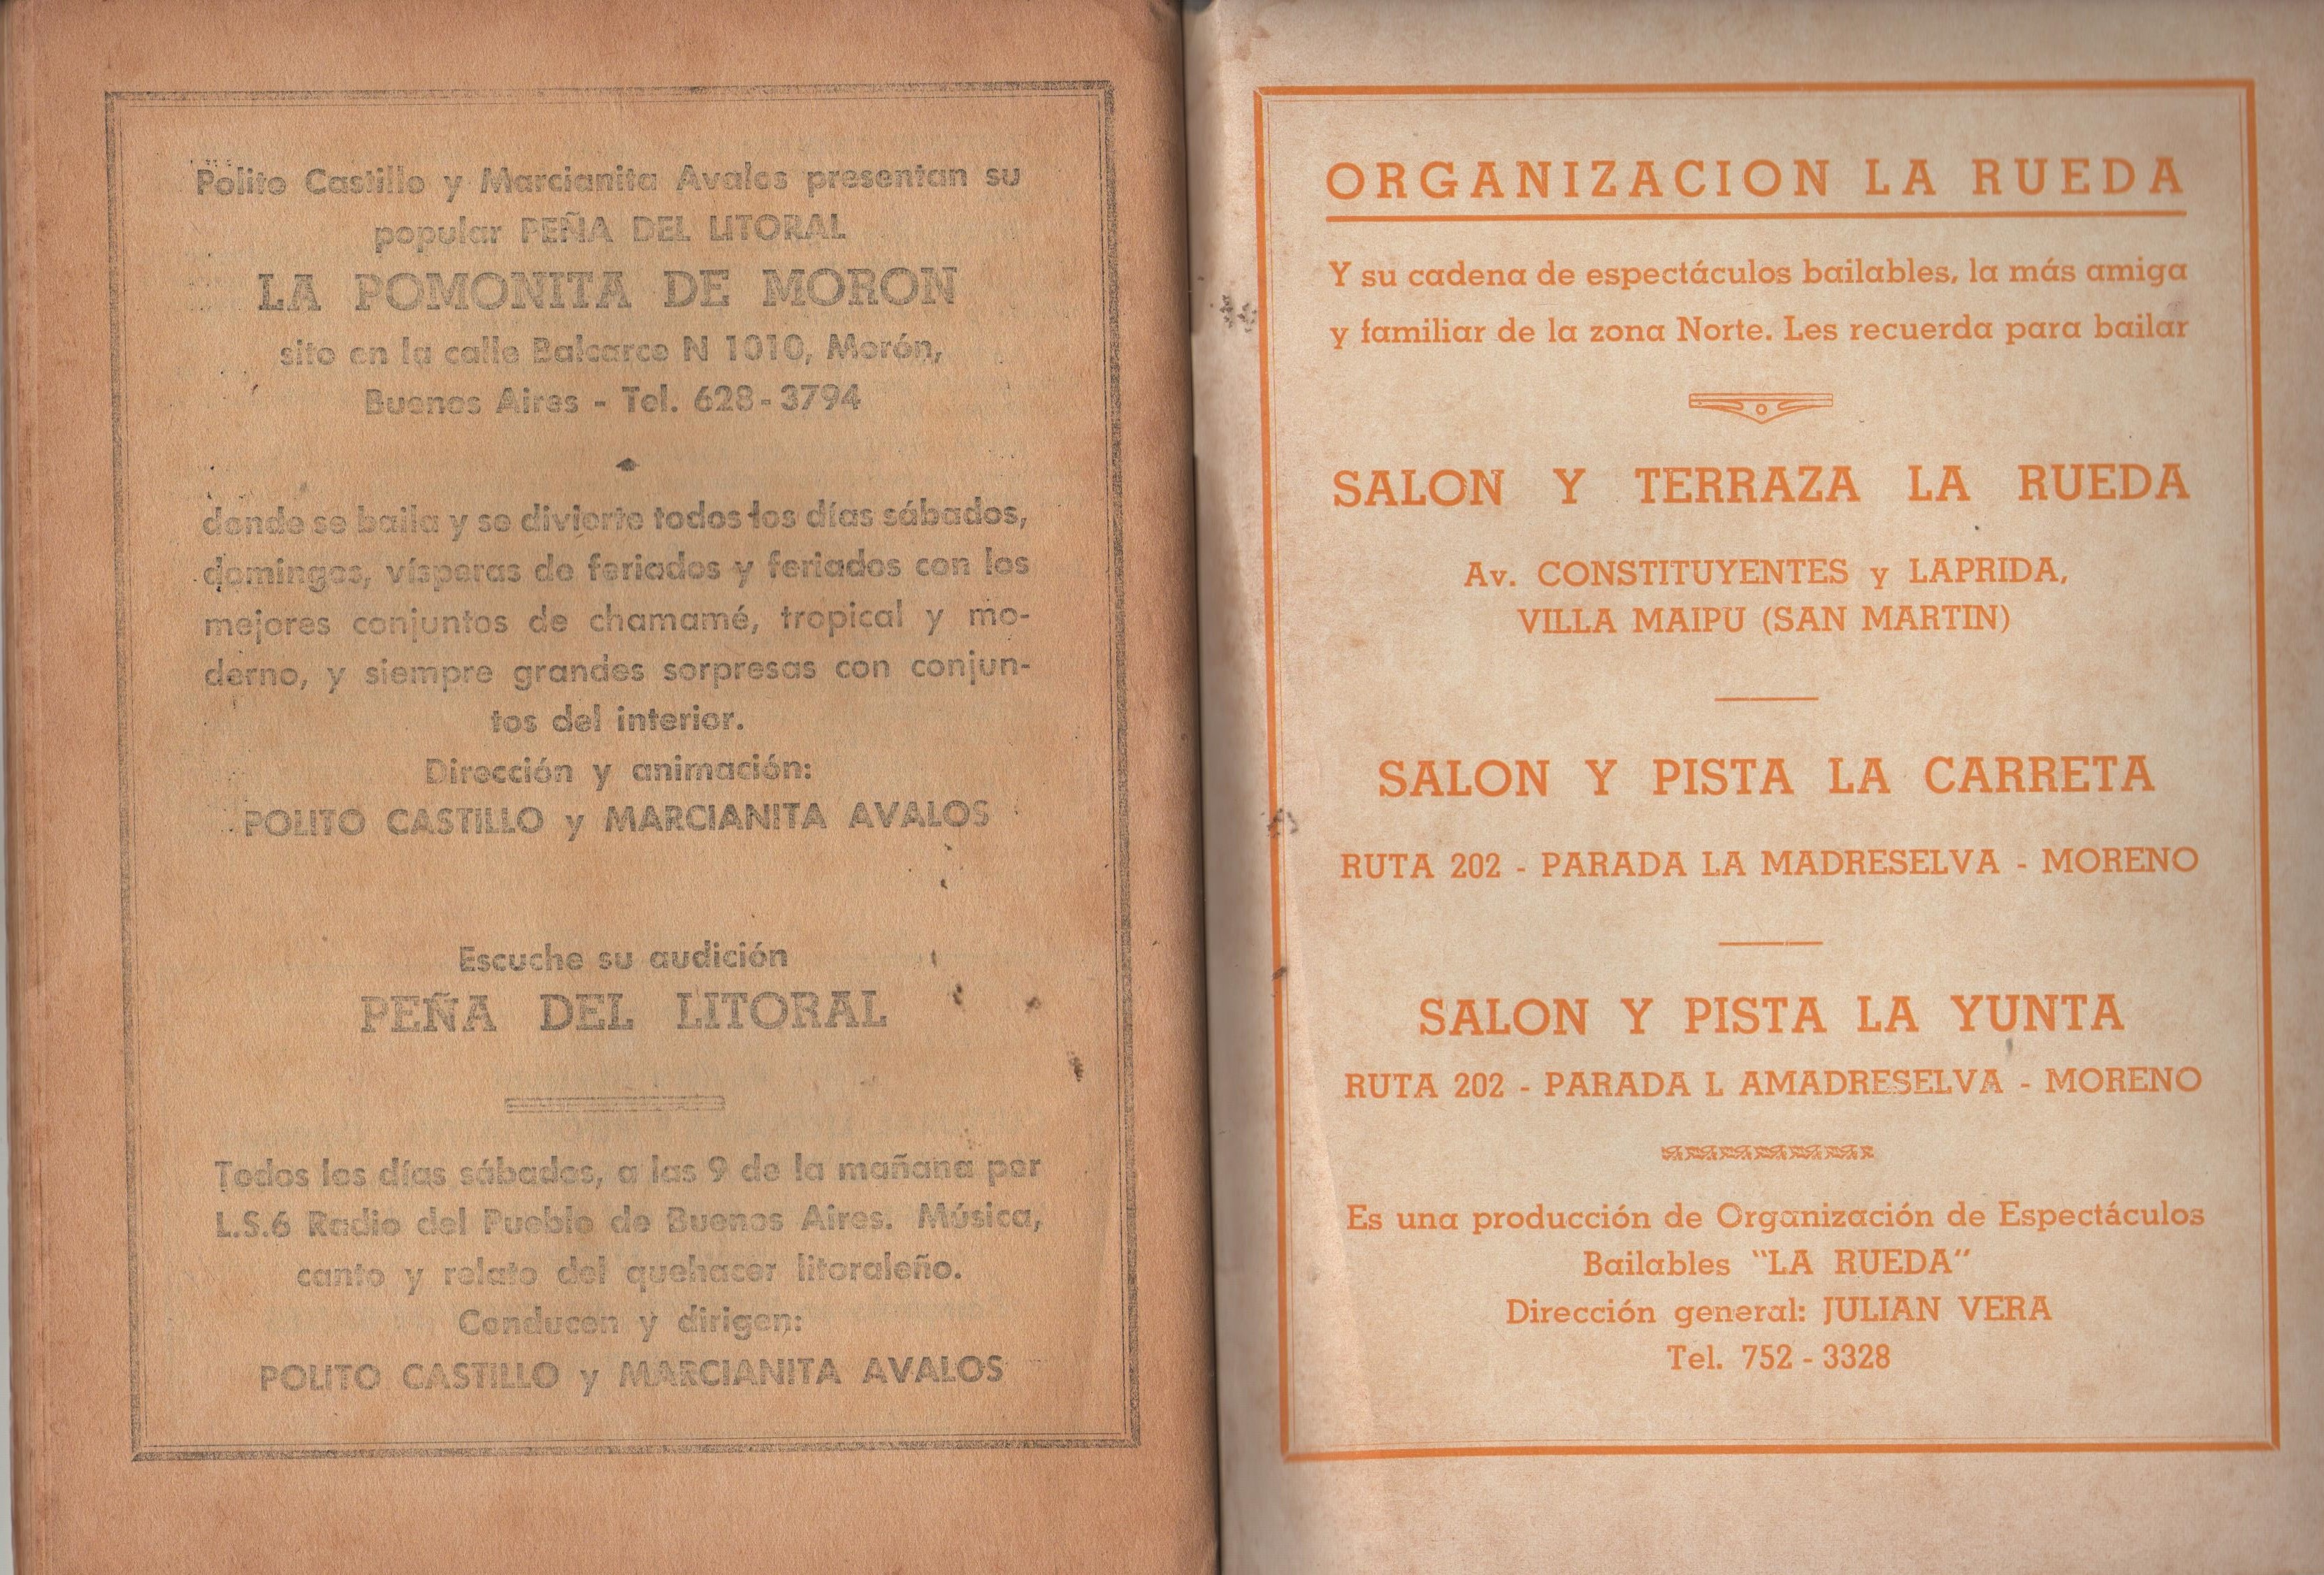 Polito Castillo y Marcianita Avalos presentan su
popular PEÑA DEL LITORAL
LA POMONITA DE MORON
sito en la calle Balcarce N 1010, Morón,
Buenos Aires - Tel. 628-3794
donde se baila y se divierte todos los días sábados,
domingos, vísperas de feriados y feriados con los
mejores conjuntos de chamamé, tropical y mo-
derno, y siempre grandes sorpresas con conjun-
tos del interior.
Dirección y animación:
POLITO CASTILLO y MARCIANITA AVALOS
Escuche su audición
PEÑA DEL LITORAL
Todos los días sábados, a las 9 de la mañana por
L.S.6 Radio del Pueblo de Buenos Aires. Música,
canto y relato del quehacer litoraleño.
Conducen y dirigen:
POLITO CASTILLO y MARCIANITA AVALOS
ORGANIZACION LA RUEDA
Y su cadena de espectáculos bailables, la más amiga
y familiar de la zona Norte. Les recuerda para bailar
SALON Y TERRAZA LA RUEDA
Av. CONSTITUYENTES y LAPRIDA,
VILLA MAIPU (SAN MARTIN)
SALON Y PISTA LA CARRETA
RUTA 202 - PARADA LA MADRESELVA - MORENO
SALON Y PISTA LA YUNTA
RUTA 202 - PARADA L AMADRESELVA - MORENO
Es una producción de Organización de Espectáculos
Bailables "LA RUEDA"
Dirección general: JULIAN VERA
Tel. 752 - 3328